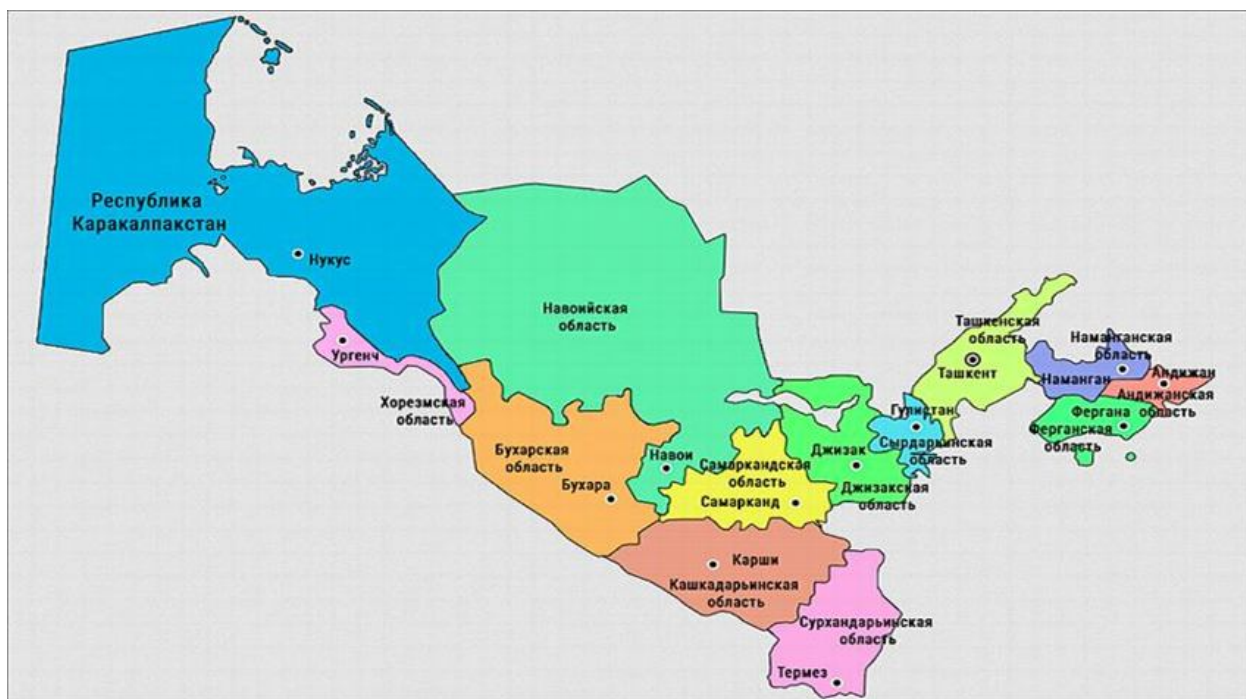 Республика
Каракалпакстан
Нукус
Ургенч
Хорезмская
область
Навоийская
область
Бухарская
область
Бухара
Навои
Самаркандская
область
Самарканд
Джизак
Джизакская
область
Гулистан
Сырдарьинская
область
Ташкенская
область
Ташкент
Наманганская
область
Наманган
Андижан
Андижанская
область
Фергана
Ферганская
область
Карши
Кашкадарьинская
область
Сурхандарьинская
область
Термез